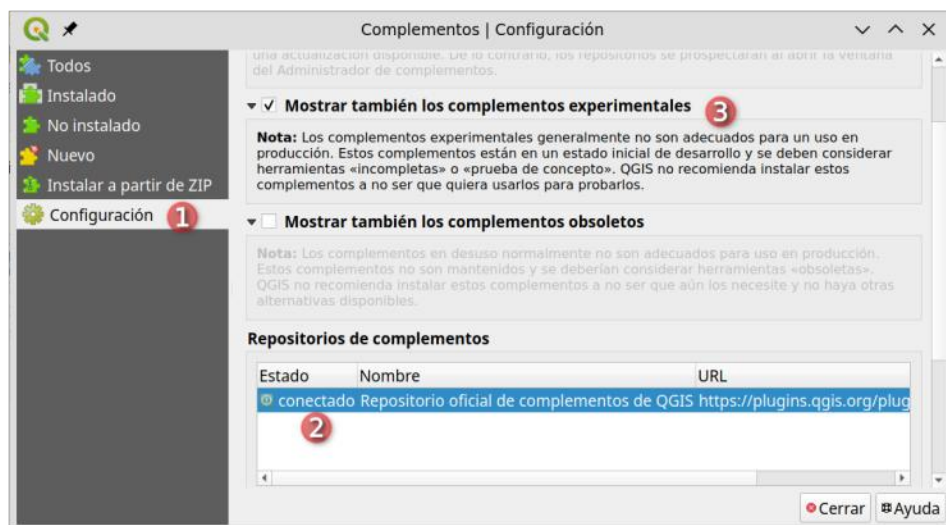 Complementos | Configuración
Todos
Instalado
No instalado
Nuevo
Instalar a partir de ZIP
Configuración
1
una actualización disponible. De lo contrario, los repositorios se prospectarán al abrir la ventana
del Administrador de complementos.
Mostrar también los complementos experimentales
3
Nota: Los complementos experimentales generalmente no son adecuados para un uso en
producción. Estos complementos están en un estado inicial de desarrollo y se deben considerar
herramientas «incompletas» o «prueba de concepto». QGIS no recomienda instalar estos
complementos a no ser que quiera usarlos para probarlos.
Mostrar también los complementos obsoletos
Nota: Los complementos en desuso normalmente no son adecuados para uso en producción.
Estos complementos no son mantenidos y se deberían considerar herramientas «obsoletas».
QGIS no recomienda instalar estos complementos a no ser que aún los necesite y no haya otras
alternativas disponibles.
Repositorios de complementos
Estado Nombre URL
conectado Repositorio oficial de complementos de QGIS https://plugins.qgis.org/plug
2
Cerrar Ayuda